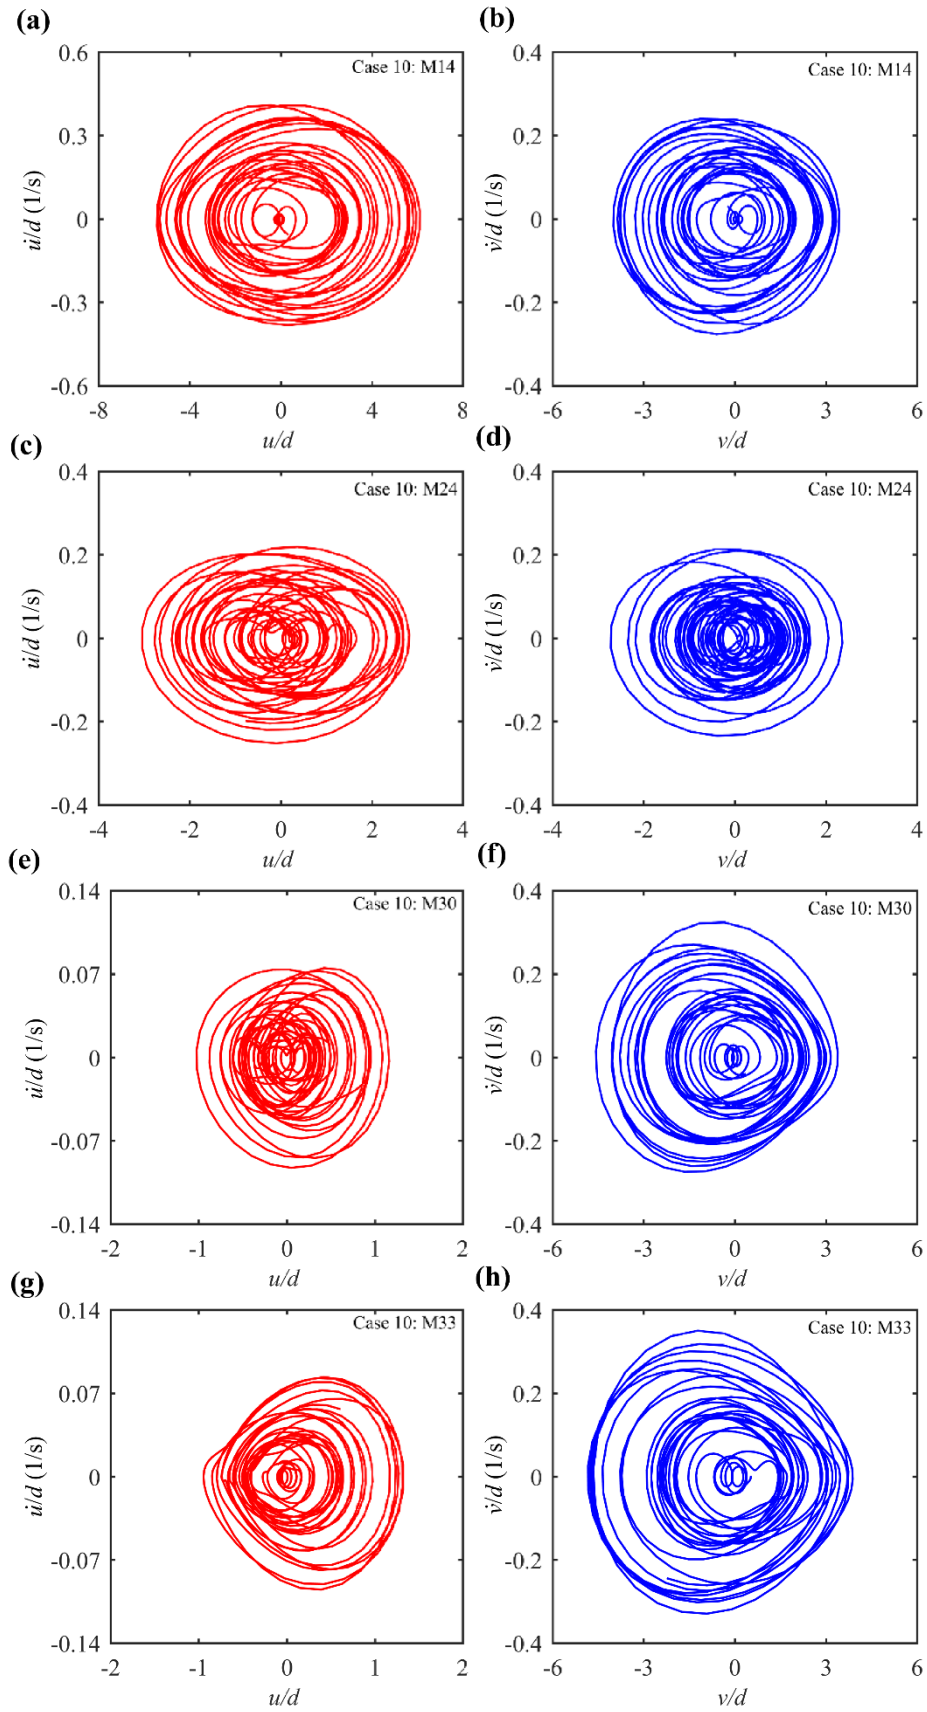 (a)
0.6
0.3
0
-0.3
-0.6
u̇/d (1/s)
Case 10: M14
-8 -4 0 4 8
u/d
(b)
0.4
0.2
0
-0.2
-0.4
v̇/d (1/s)
Case 10: M14
-6 -3 0 3 6
v/d
(c)
0.4
0.2
0
-0.2
-0.4
u̇/d (1/s)
Case 10: M24
-4 -2 0 2 4
u/d
(d)
0.4
0.2
0
-0.2
-0.4
v̇/d (1/s)
Case 10: M24
-4 -2 0 2 4
v/d
(e)
0.14
0.07
0
-0.07
-0.14
u̇/d (1/s)
Case 10: M30
-2 -1 0 1 2
u/d
(f)
0.4
0.2
0
-0.2
-0.4
v̇/d (1/s)
Case 10: M30
-6 -3 0 3 6
v/d
(g)
0.14
0.07
0
-0.07
-0.14
u̇/d (1/s)
Case 10: M33
-2 -1 0 1 2
u/d
(h)
0.4
0.2
0
-0.2
-0.4
v̇/d (1/s)
Case 10: M33
-6 -3 0 3 6
v/d